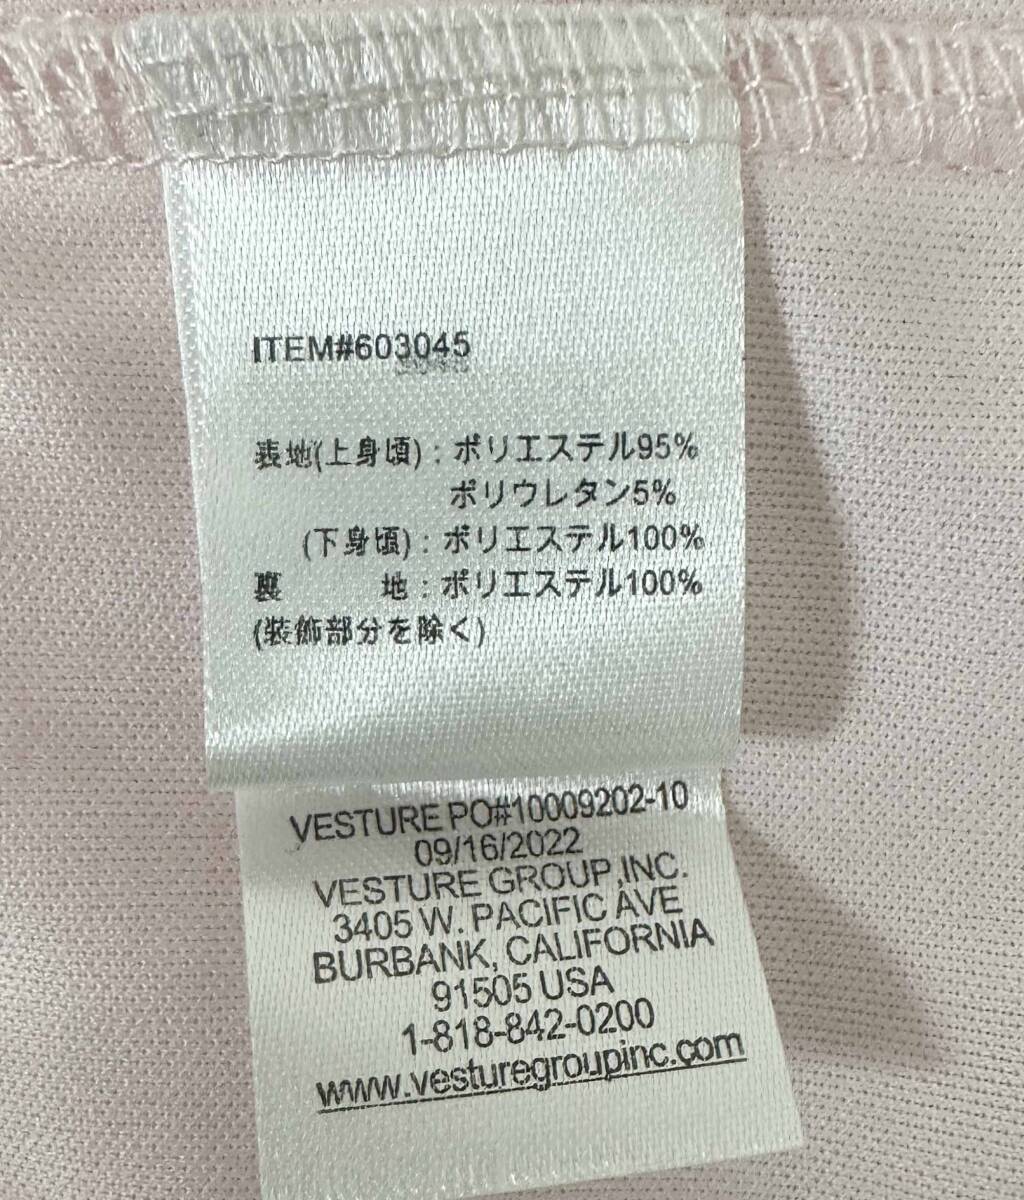 ITEM#603045
表地(上身頃)：ポリエステル95%
ポリウレタン5%
(下身頃)：ポリエステル100%
裏 地：ポリエステル100%
(装飾部分を除く)
VESTURE PO#10009202-10
09/16/2022
VESTURE GROUP,INC.
3405 W. PACIFIC AVE
BURBANK, CALIFORNIA
91505 USA
1-818-842-0200
www.vesturegroupinc.com